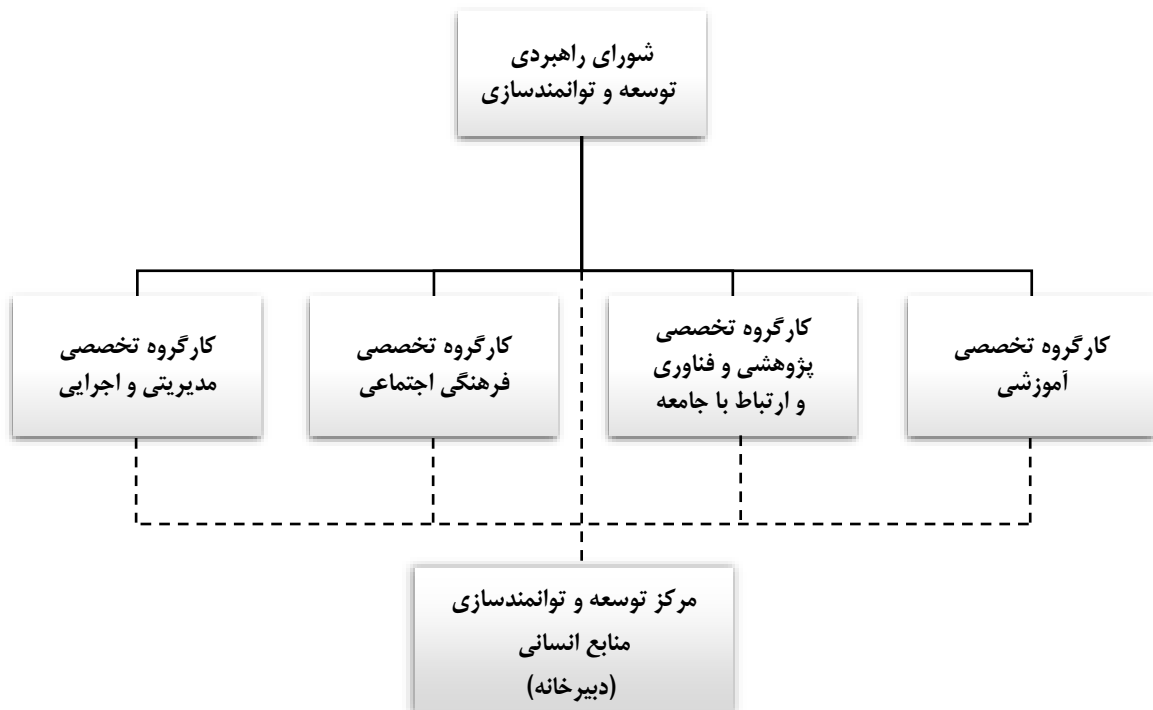 شورای راهبردی
توسعه و توانمندسازی
کارگروه تخصصی
آموزشی
کارگروه تخصصی
پژوهشی و فناوری
و ارتباط با جامعه
کارگروه تخصصی
فرهنگی اجتماعی
کارگروه تخصصی
مدیریتی و اجرایی
مرکز توسعه و توانمندسازی
منابع انسانی
(دبیرخانه)